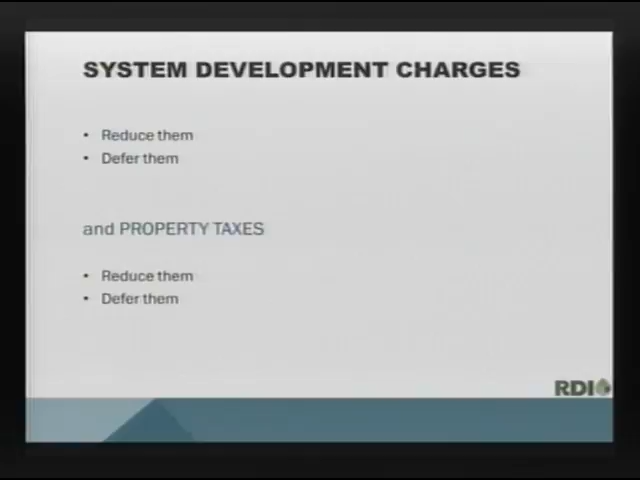 SYSTEM DEVELOPMENT CHARGES
• Reduce them
• Defer them
and PROPERTY TAXES
• Reduce them
• Defer them
RDI